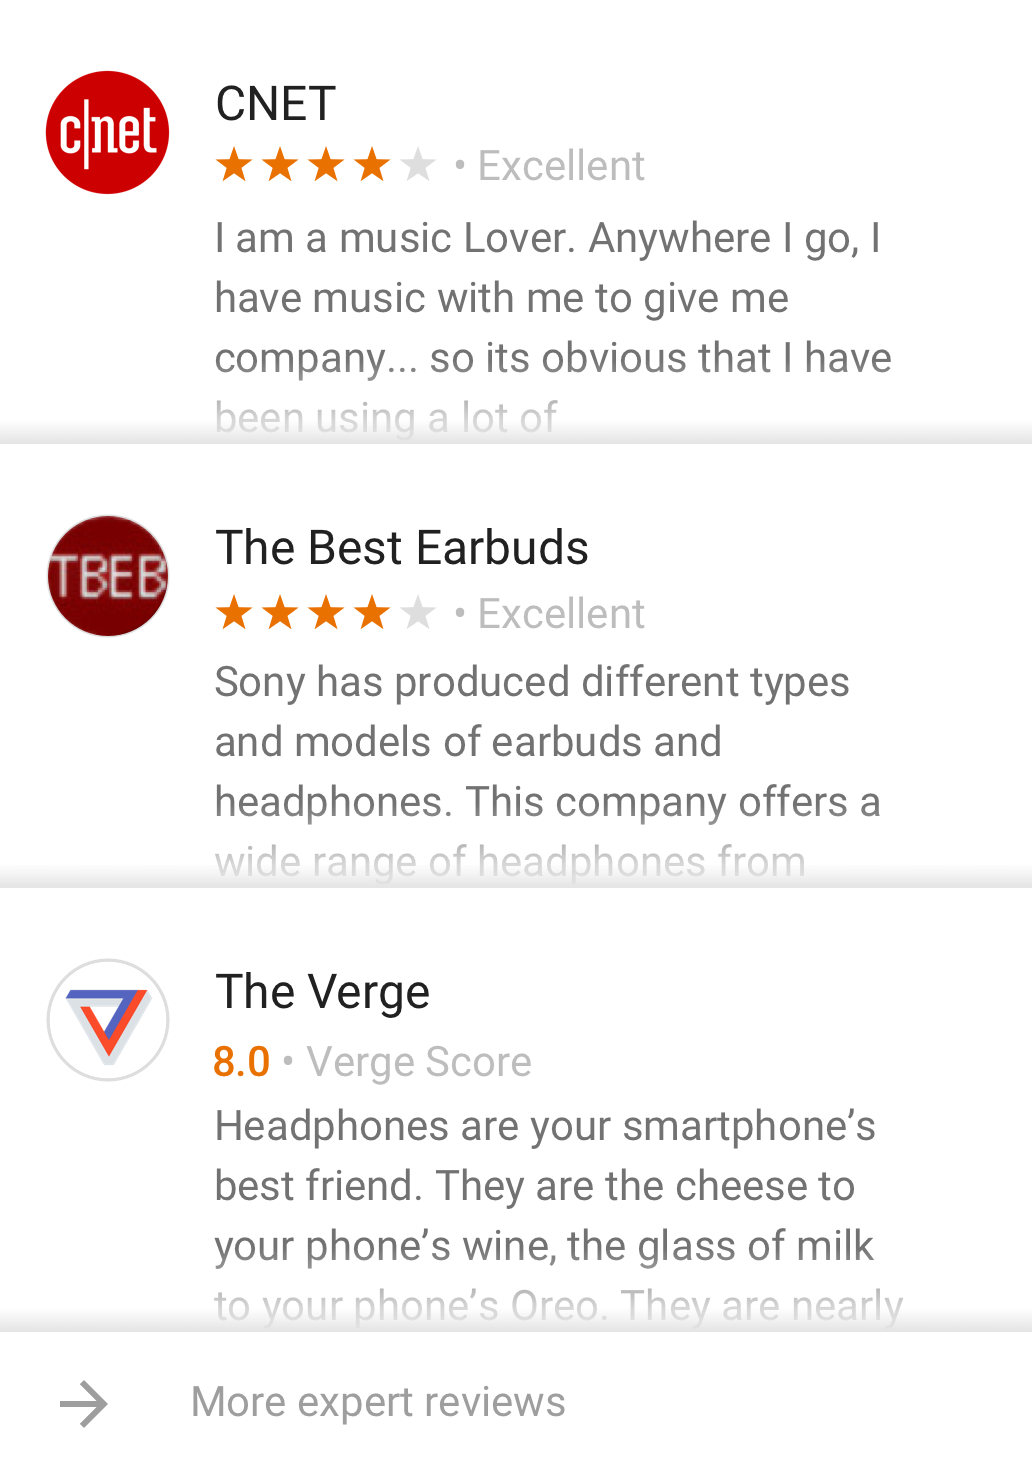 c|net
CNET
• Excellent
I am a music Lover. Anywhere I go, I
have music with me to give me
company... so its obvious that I have
been using a lot of
TBEB
The Best Earbuds
• Excellent
Sony has produced different types
and models of earbuds and
headphones. This company offers a
wide range of headphones from
The Verge
8.0 • Verge Score
Headphones are your smartphone’s
best friend. They are the cheese to
your phone’s wine, the glass of milk
to your phone’s Oreo. They are nearly
More expert reviews